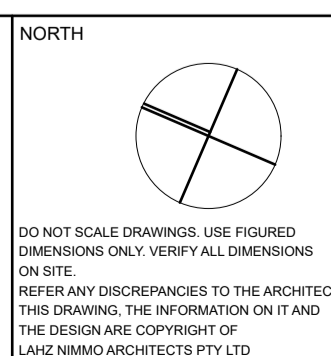 NORTH
DO NOT SCALE DRAWINGS. USE FIGURED
DIMENSIONS ONLY. VERIFY ALL DIMENSIONS
ON SITE.
REFER ANY DISCREPANCIES TO THE ARCHITEC
THIS DRAWING, THE INFORMATION ON IT AND
THE DESIGN ARE COPYRIGHT OF
LAHZ NIMMO ARCHITECTS PTY LTD